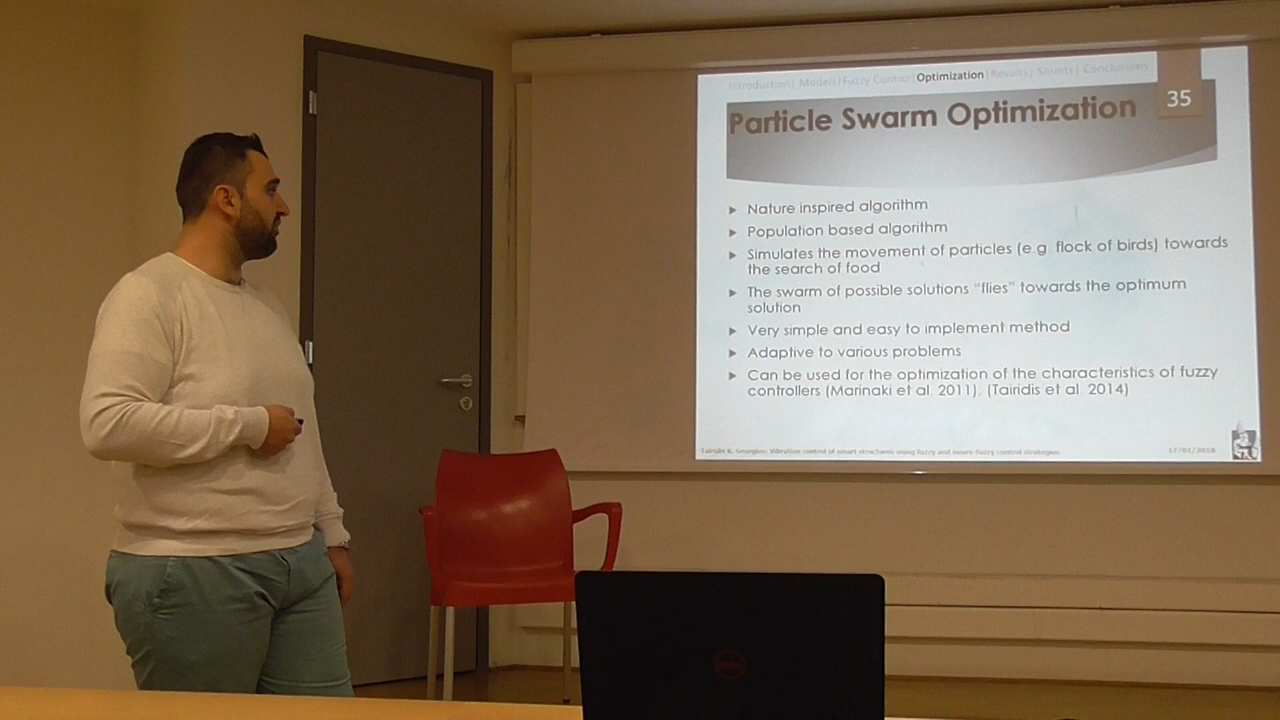 Introduction| Models|Fuzzy Control|Optimization|Results| Shunts| Conclusions
35
Particle Swarm Optimization
Nature inspired algorithm
Population based algorithm
Simulates the movement of particles (e.g. flock of birds) towards
the search of food
The swarm of possible solutions "flies" towards the optimum
solution
Very simple and easy to implement method
Adaptive to various problems
Can be used for the optimization of the characteristics of fuzzy
controllers (Marinaki et al. 2011), (Tairidis et al. 2014)
Tairidis K. Georgios: Vibration control of smart structures using fuzzy and neuro-fuzzy control strategies
17/01/2018
DELL